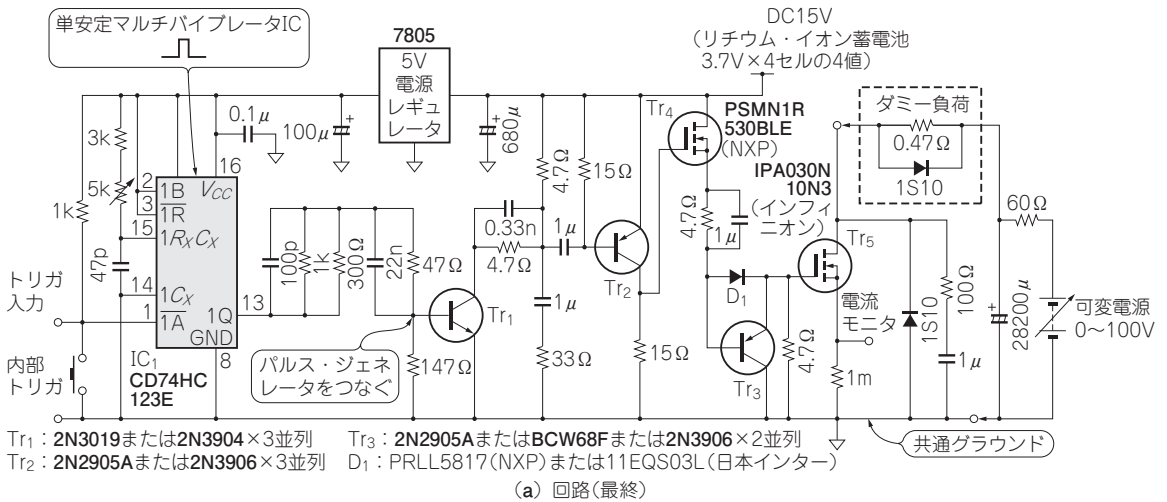 単安定マルチバイブレータIC
7805
5V
電源
レギュ
レータ
DC15V
(リチウム・イオン蓄電池
3.7V×4セルの4値)
3k
5k
1k
47p
0.1μ
100μ
680μ
16
2
3
15
14
1
13
8
1B
1R
1RXCX
1CX
1A
VCC
1Q
GND
IC1
CD74HC
123E
トリガ
入力
内部
トリガ
100p
1k
300Ω
22n
47Ω
147Ω
パルス・ジェネ
レータをつなぐ
Tr1
0.33n
4.7Ω
4.7Ω
15Ω
1μ
1μ
33Ω
Tr2
15Ω
Tr4
PSMN1R
530BLE
(NXP)
4.7Ω
1μ
D1
Tr3
4.7Ω
IPA030N
10N3
(インフィ
ニオン)
Tr5
電流
モニタ
1m
1S10
100Ω
1μ
ダミー負荷
0.47Ω
1S10
60Ω
28200μ
可変電源
0～100V
共通グラウンド
Tr1:2N3019または2N3904×3並列
Tr2:2N2905Aまたは2N3906×3並列
Tr3:2N2905AまたはBCW68Fまたは2N3906×2並列
D1:PRLL5817(NXP)または11EQS03L(日本インター)
(a) 回路(最終)